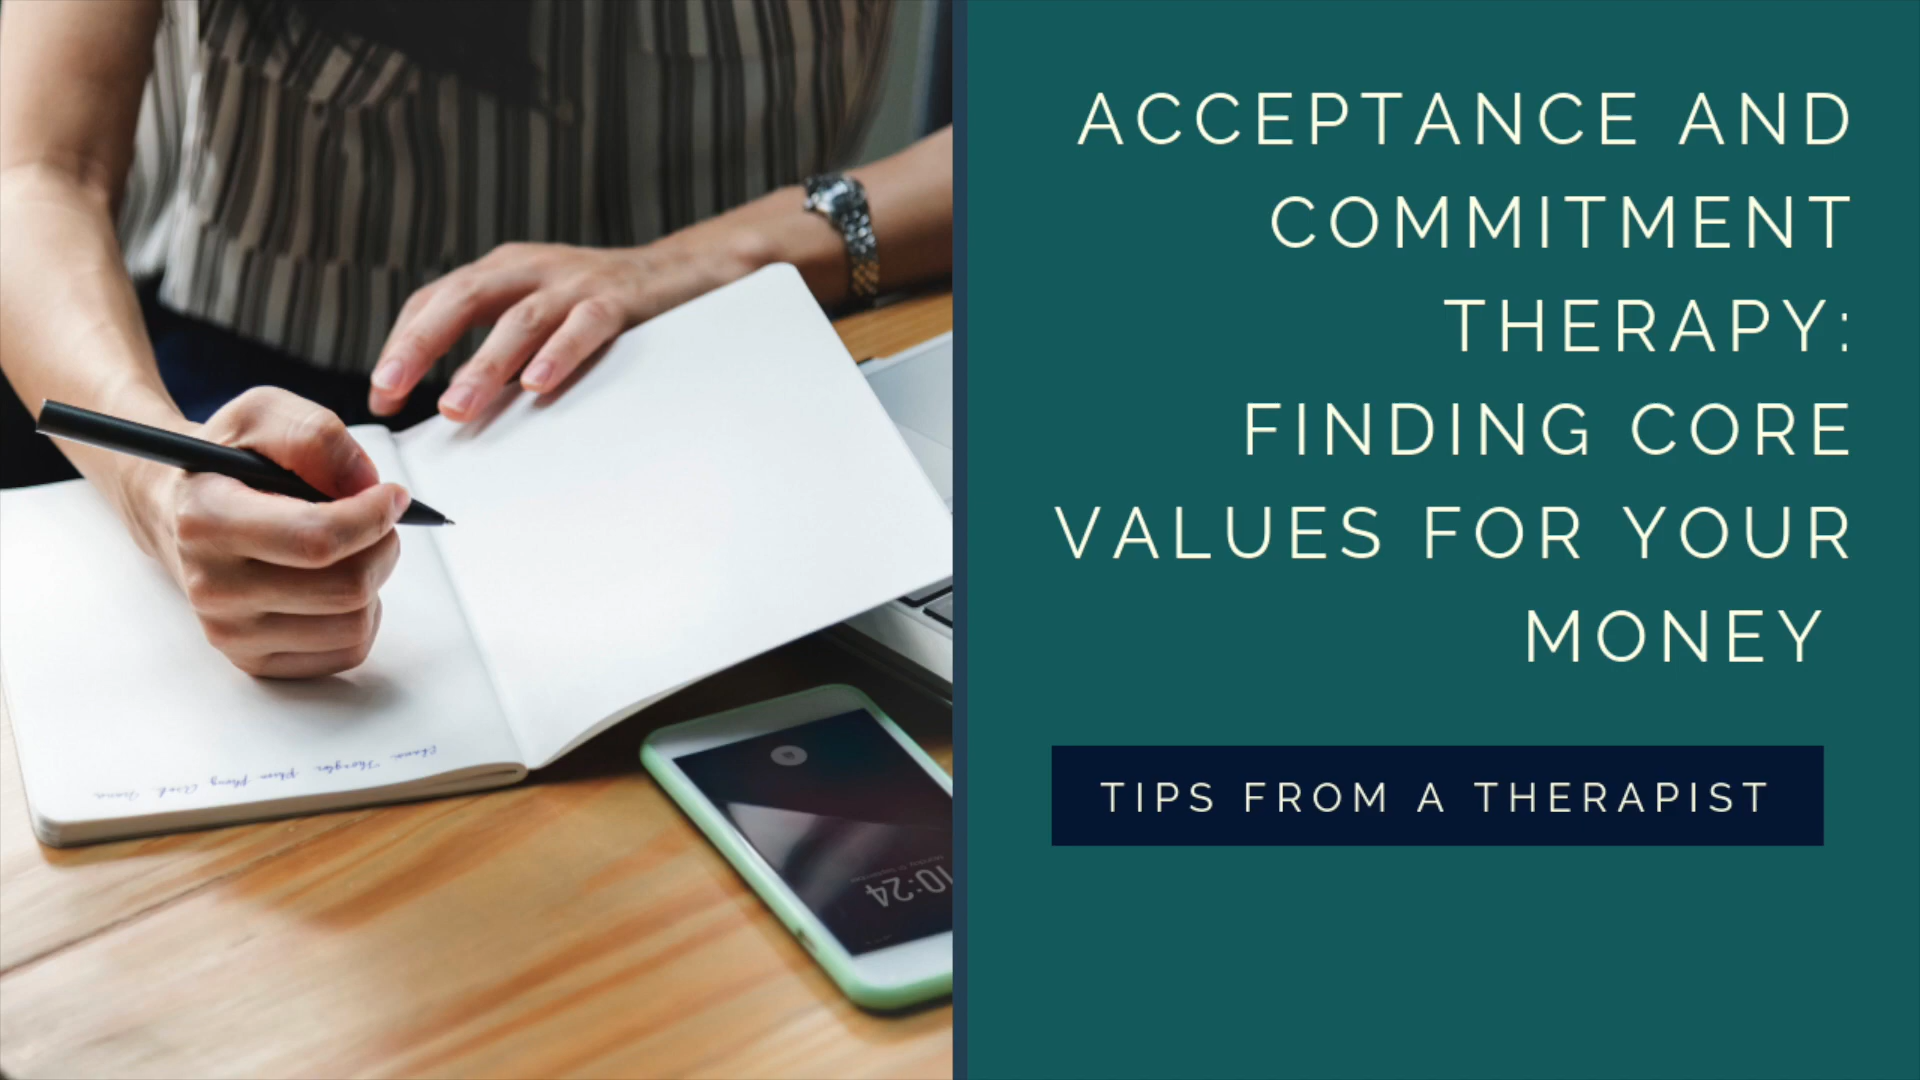 ACCEPTANCE AND
COMMITMENT
THERAPY:
FINDING CORE
VALUES FOR YOUR
MONEY
TIPS FROM A THERAPIST
10:24